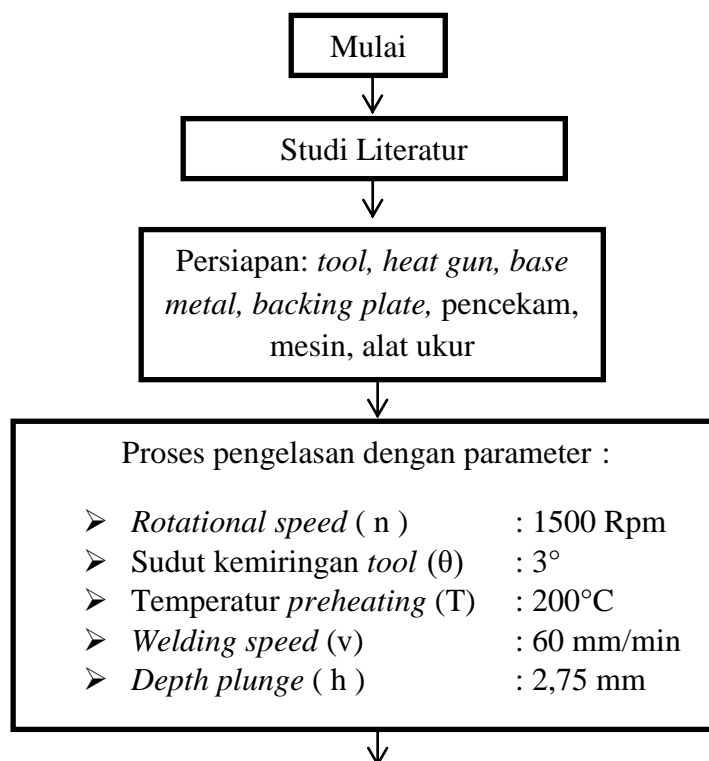 Mulai
Studi Literatur
Persiapan: tool, heat gun, base
metal, backing plate, pencekam,
mesin, alat ukur
Proses pengelasan dengan parameter :
➢ Rotational speed ( n ) : 1500 Rpm
➢ Sudut kemiringan tool (θ) : 3°
➢ Temperatur preheating (T) : 200°C
➢ Welding speed (v) : 60 mm/min
➢ Depth plunge ( h ) : 2,75 mm